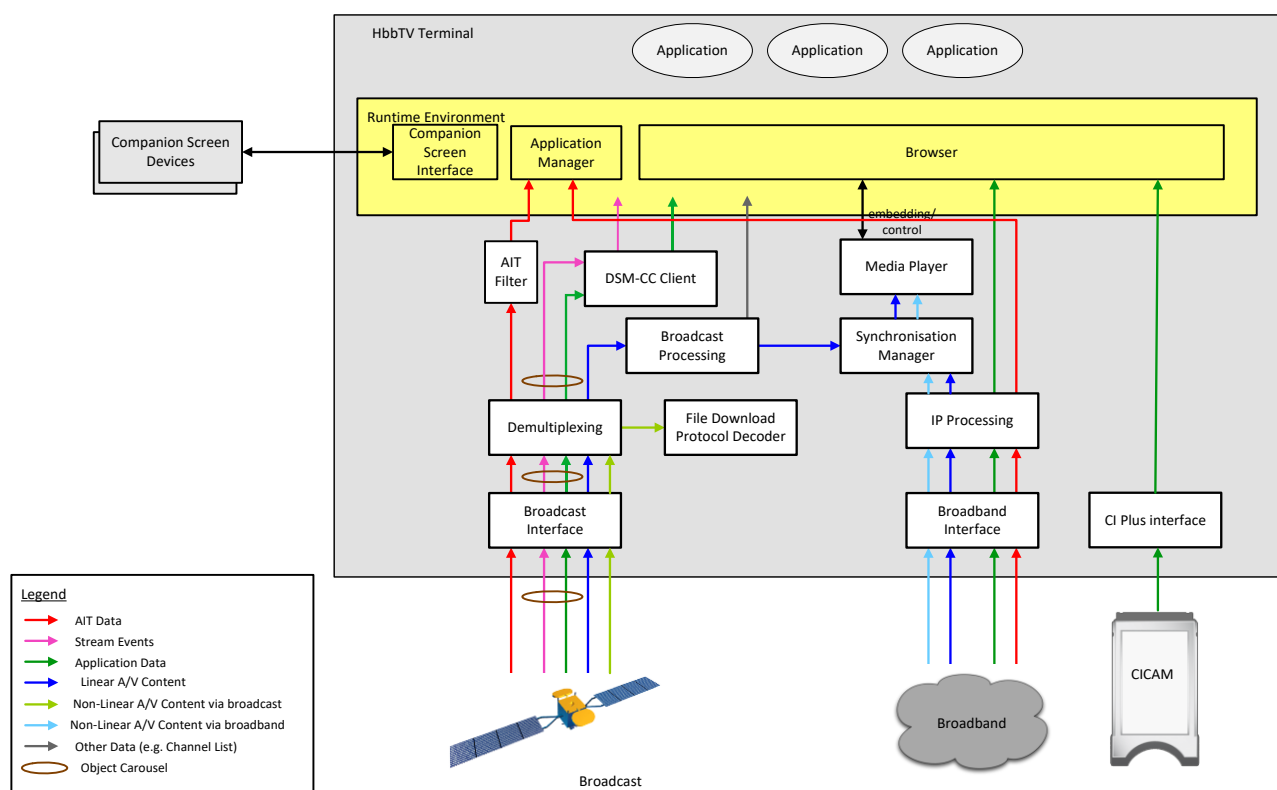 HbbTV Terminal
Application
Application
Application
Runtime Environment
Companion Screen
Devices
Companion
Screen
Interface
Application
Manager
Browser
embedding/
control
AIT
Filter
DSM-CC Client
Media Player
Broadcast
Processing
Synchronisation
Manager
Demultiplexing
File Download
Protocol Decoder
IP Processing
Broadcast
Interface
Broadband
Interface
CI Plus interface
Legend
AIT Data
Stream Events
Application Data
Linear A/V Content
Non-Linear A/V Content via broadcast
Non-Linear A/V Content via broadband
Other Data (e.g. Channel List)
Object Carousel
Broadcast
Broadband
CICAM